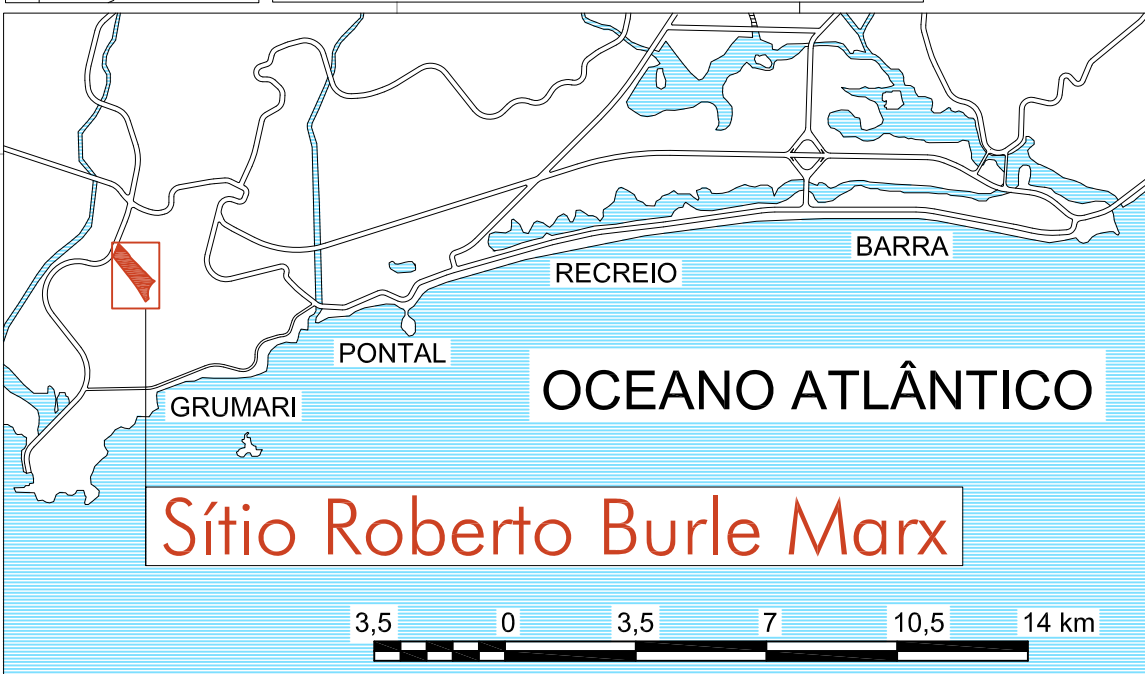 BARRA
RECREIO
PONTAL
OCEANO ATLÂNTICO
GRUMARI
Sítio Roberto Burle Marx
3,5 0 3,5 7 10,5 14 km